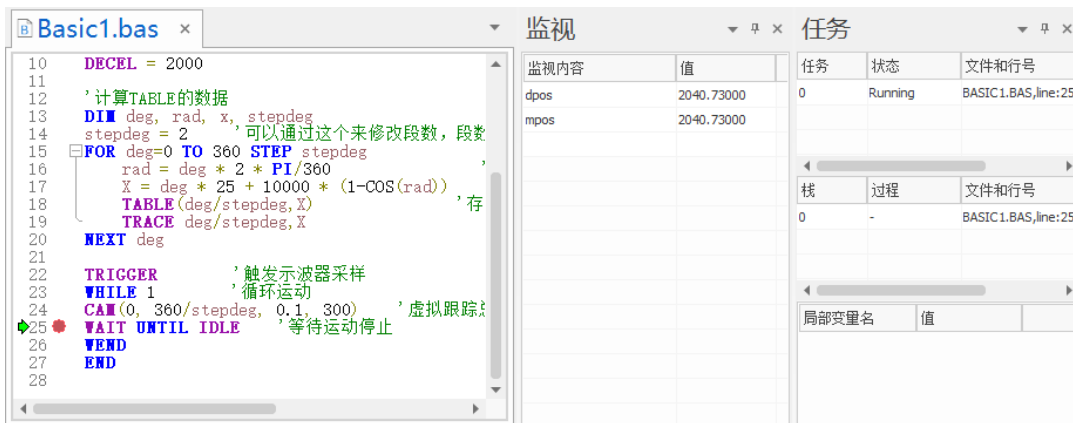 Basic1.bas ×
10 DECEL = 2000
11
12 '计算TABLE的数据
13 DIM deg, rad, x, stepdeg
14 stepdeg = 2 '可以通过这个来修改段数，段数
15 FOR deg=0 TO 360 STEP stepdeg
16 rad = deg * 2 * PI/360 '
17 X = deg * 25 + 10000 * (1-COS(rad))
18 TABLE(deg/stepdeg,X) '存
19 TRACE deg/stepdeg,X
20 NEXT deg
21
22 TRIGGER '触发示波器采样
23 WHILE 1 '循环运动
24 CAM(0, 360/stepdeg, 0.1, 300) '虚拟跟踪总
25 WAIT UNTIL IDLE '等待运动停止
26 WEND
27 END
28
监视
监视内容 值
dpos 2040.73000
mpos 2040.73000
任务
任务 状态 文件和行号
0 Running BASIC1.BAS,line:25
栈 过程 文件和行号
0 - BASIC1.BAS,line:25
局部变量名 值